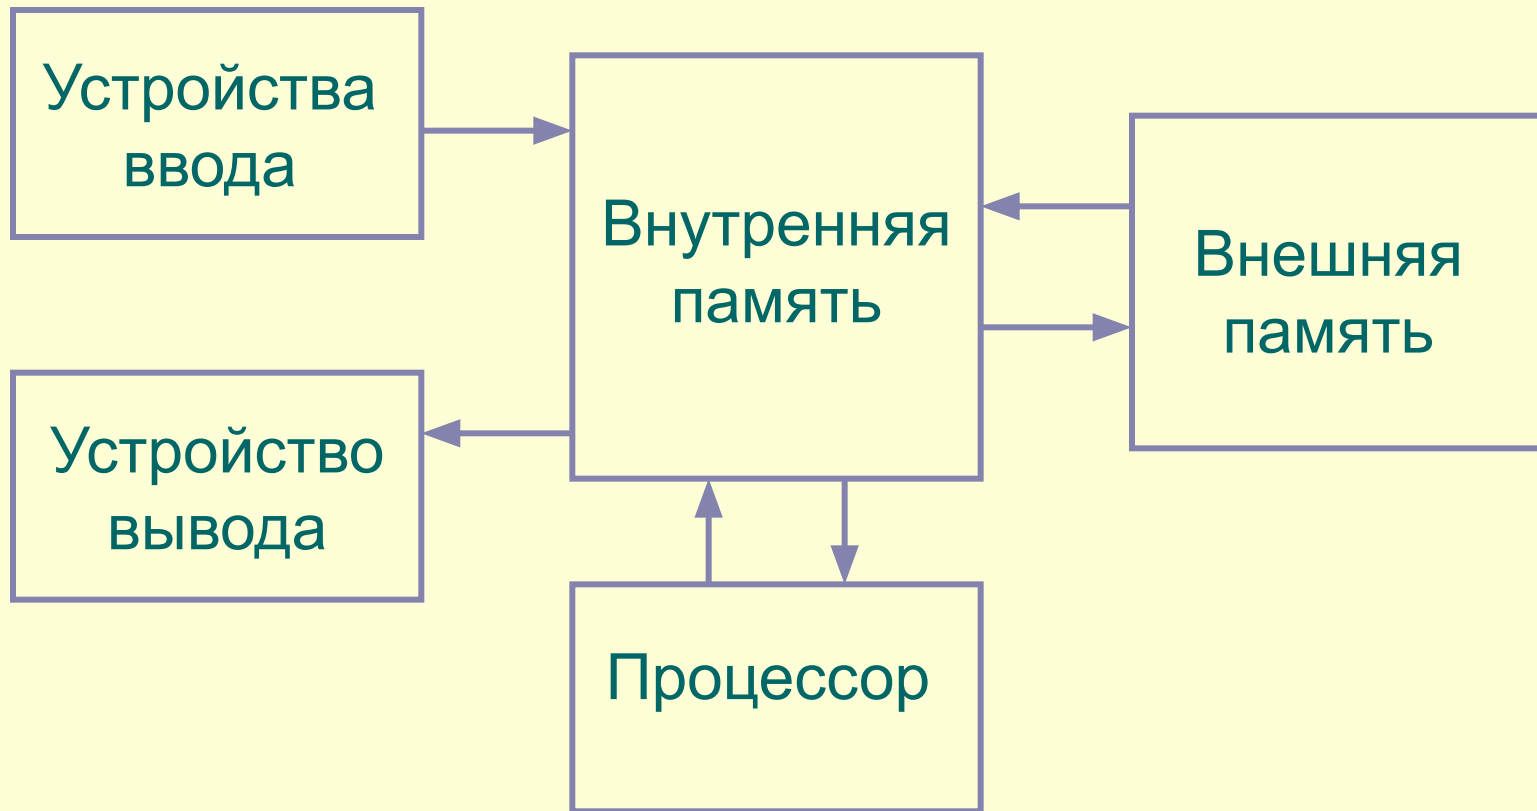 Устройства
ввода
Внутренняя
память
Внешняя
память
Устройство
вывода
Процессор